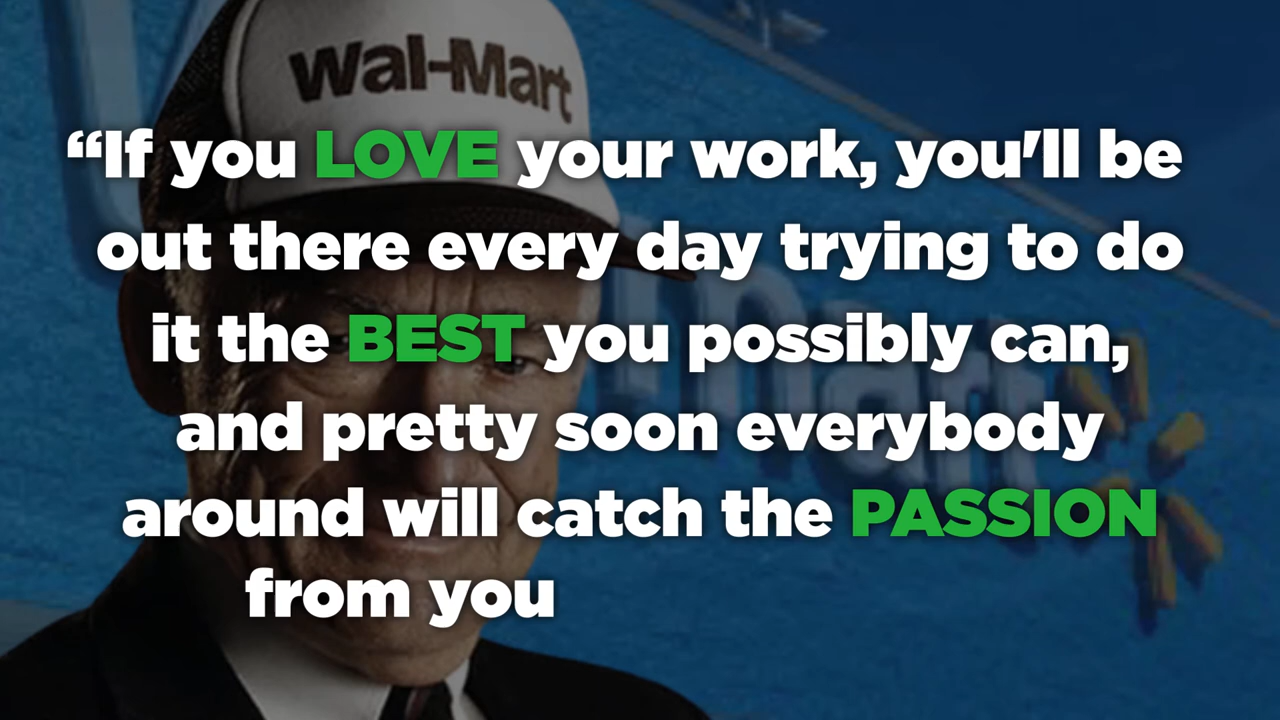 Wal-Mart
“If you LOVE your work, you'll be
out there every day trying to do
it the BEST you possibly can,
and pretty soon everybody
around will catch the PASSION
from you